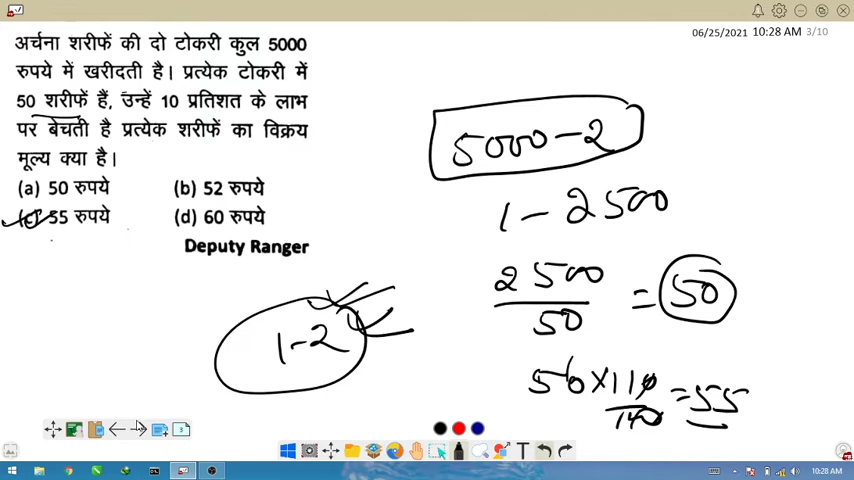 06/25/2021 10:28 AM 3/10
अर्चना शरीफें की दो टोकरी कुल 5000
रुपये में खरीदती है। प्रत्येक टोकरी में
50 शरीफें हैं, उन्हें 10 प्रतिशत के लाभ
पर बेचती है प्रत्येक शरीफें का विक्रय
मूल्य क्या है।
(a) 50 रुपये (b) 52 रुपये
(c) 55 रुपये (d) 60 रुपये
Deputy Ranger
5000-2
1-2500
2500
50
=50
1-2
50×110
100
=55
3
T
10:28 AM